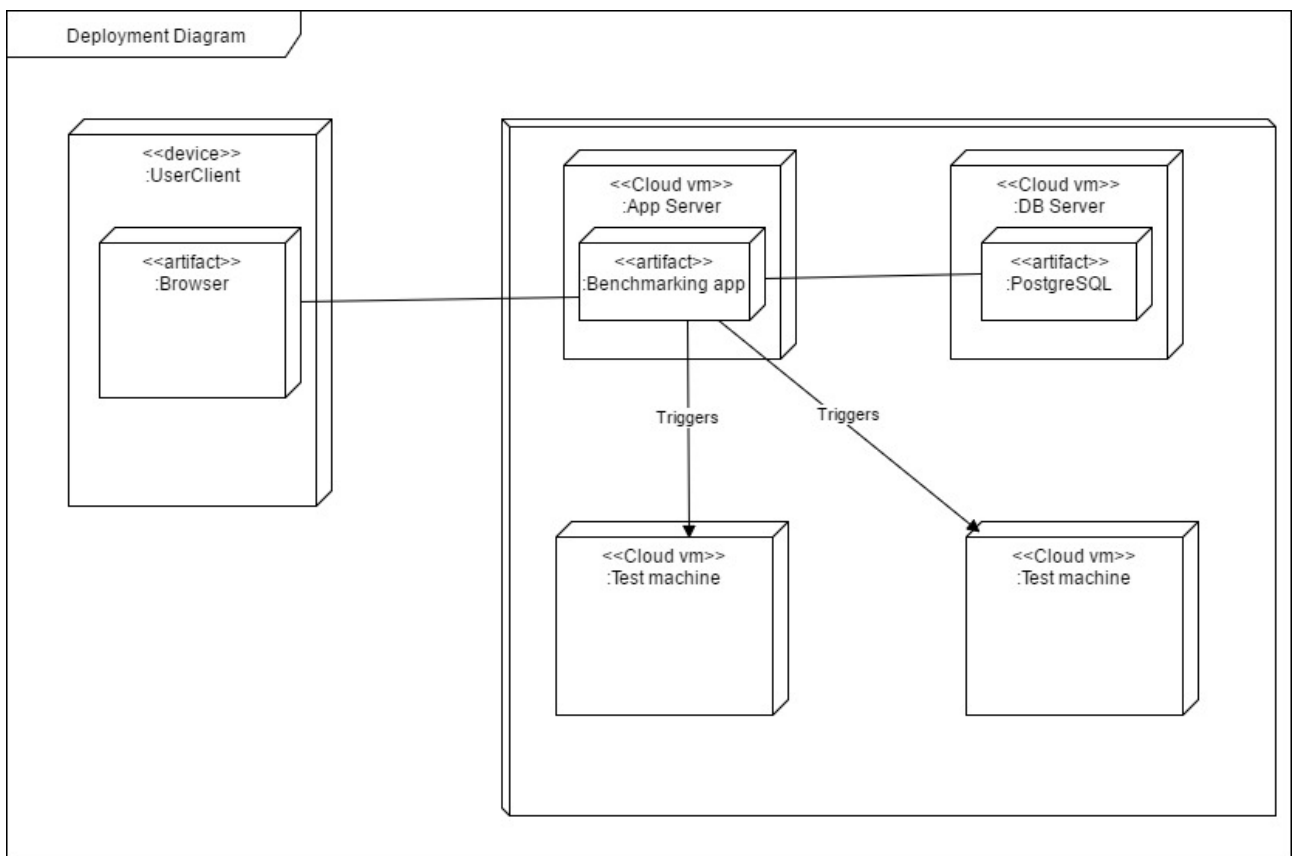 Deployment Diagram
<<device>>
:UserClient
<<artifact>>
:Browser
<<Cloud vm>>
:App Server
<<artifact>>
:Benchmarking app
<<Cloud vm>>
:DB Server
<<artifact>>
:PostgreSQL
Triggers
Triggers
<<Cloud vm>>
:Test machine
<<Cloud vm>>
:Test machine